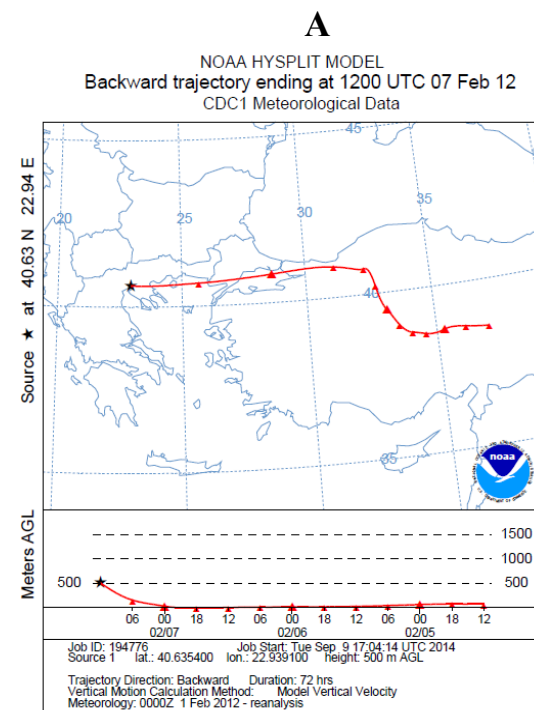 A
NOAA HYSPLIT MODEL
Backward trajectory ending at 1200 UTC 07 Feb 12
CDC1 Meteorological Data
Source ★ at 40.63 N 22.94 E
45
35
20
25
30
40
35
noaa
Meters AGL
1500
1000
500
500
06 00 18 12 06 00 18 12 06 00 18 12
02/07 02/06 02/05
Job ID: 194776 Job Start: Tue Sep 9 17:04:14 UTC 2014
Source 1 lat.: 40.635400 lon.: 22.939100 height: 500 m AGL
Trajectory Direction: Backward Duration: 72 hrs
Vertical Motion Calculation Method: Model Vertical Velocity
Meteorology: 0000Z 1 Feb 2012 - reanalysis